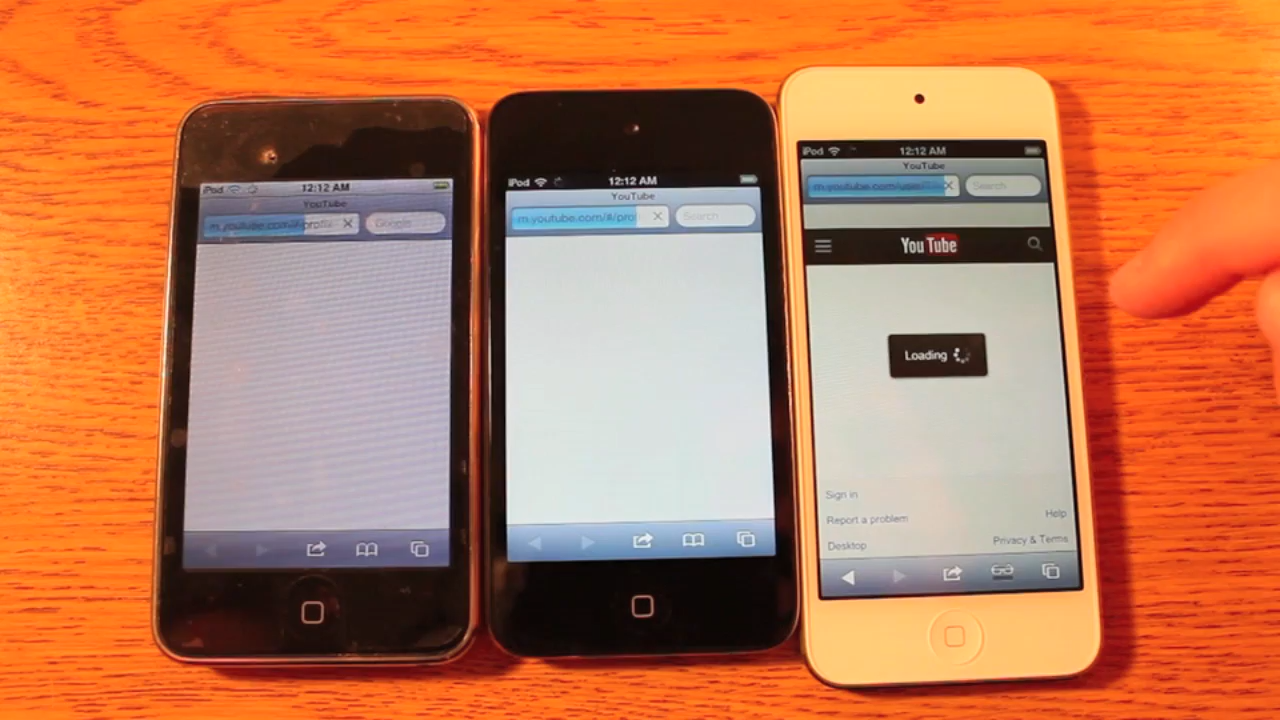 iPod 12:12 AM
YouTube
m.youtube.com/#/profile Google
iPod 12:12 AM
YouTube
m.youtube.com/#/prof Search
iPod 12:12 AM
YouTube
m.youtube.com/user/ Search
YouTube
Loading
Sign in
Report a problem Help
Desktop Privacy & Terms